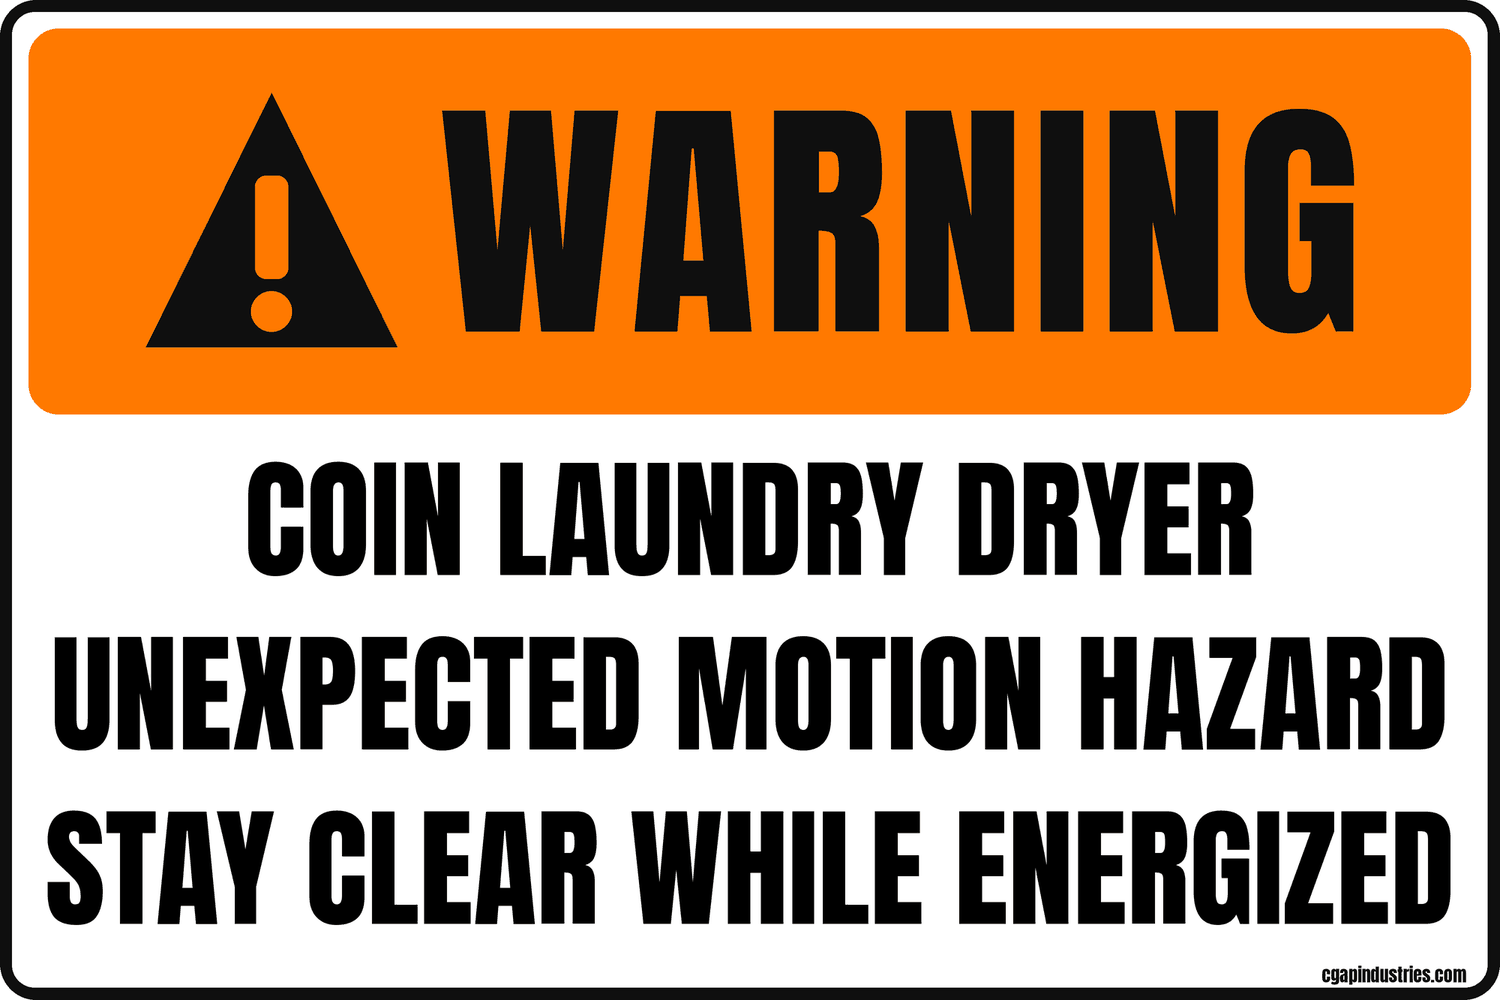 WARNING
COIN LAUNDRY DRYER
UNEXPECTED MOTION HAZARD
STAY CLEAR WHILE ENERGIZED
cgapindustries.com